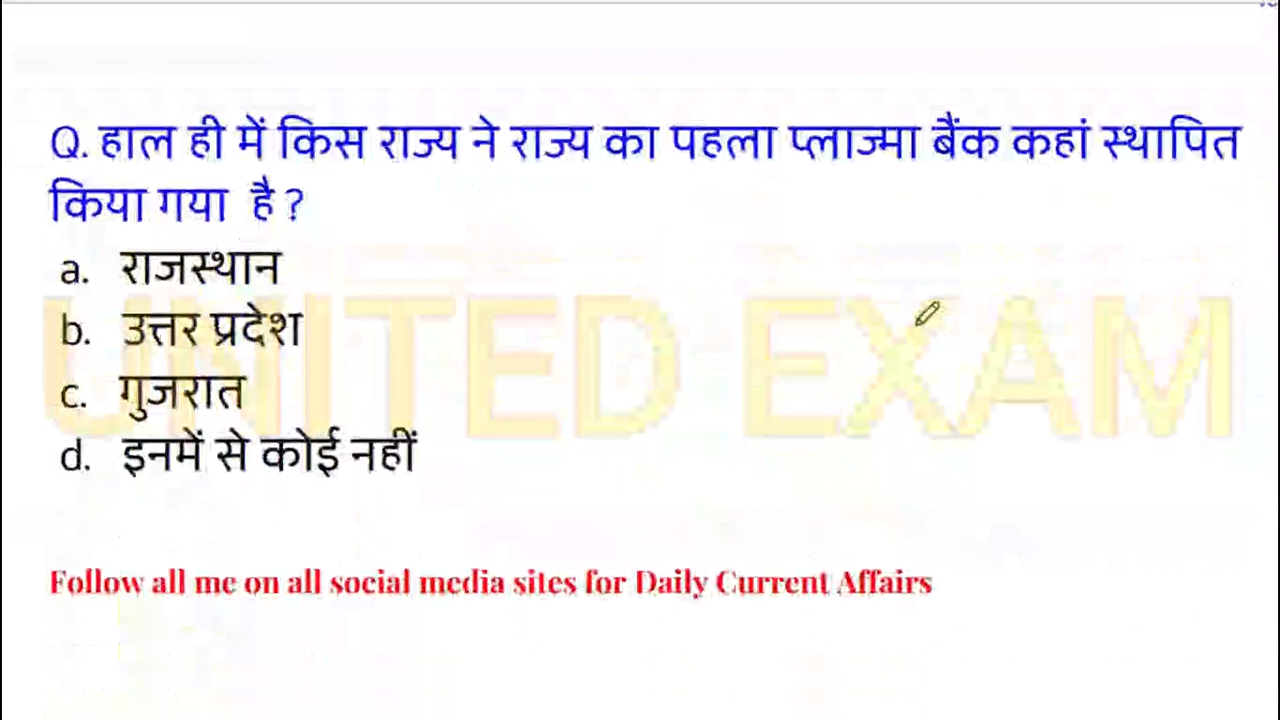 Q. हाल ही में किस राज्य ने राज्य का पहला प्लाज्मा बैंक कहां स्थापित
किया गया है ?
a. राजस्थान
b. उत्तर प्रदेश
c. गुजरात
d. इनमें से कोई नहीं
UNITED EXAM
Follow all me on all social media sites for Daily Current Affairs